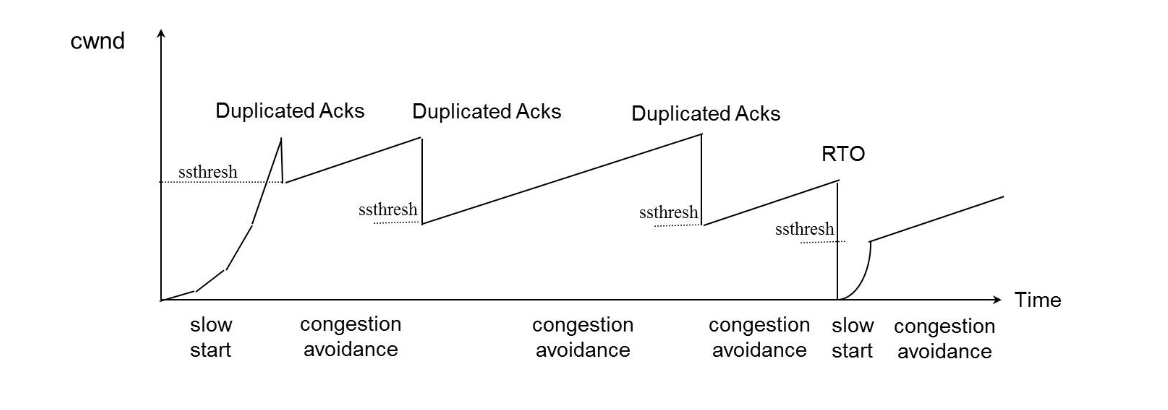 cwnd
Duplicated Acks
Duplicated Acks
Duplicated Acks
RTO
ssthresh
ssthresh
ssthresh
ssthresh
Time
slow
start
congestion
avoidance
congestion
avoidance
congestion
avoidance
slow
start
congestion
avoidance